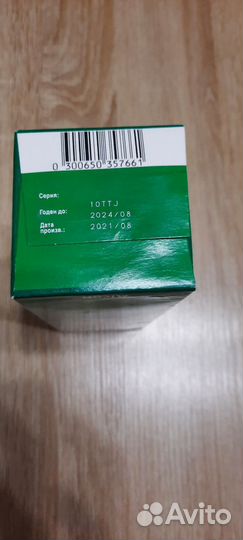 0 300650 357661
Серия:
10TTJ
Годен до:
2024/08
Дата
произв.:
2021/08
Avito